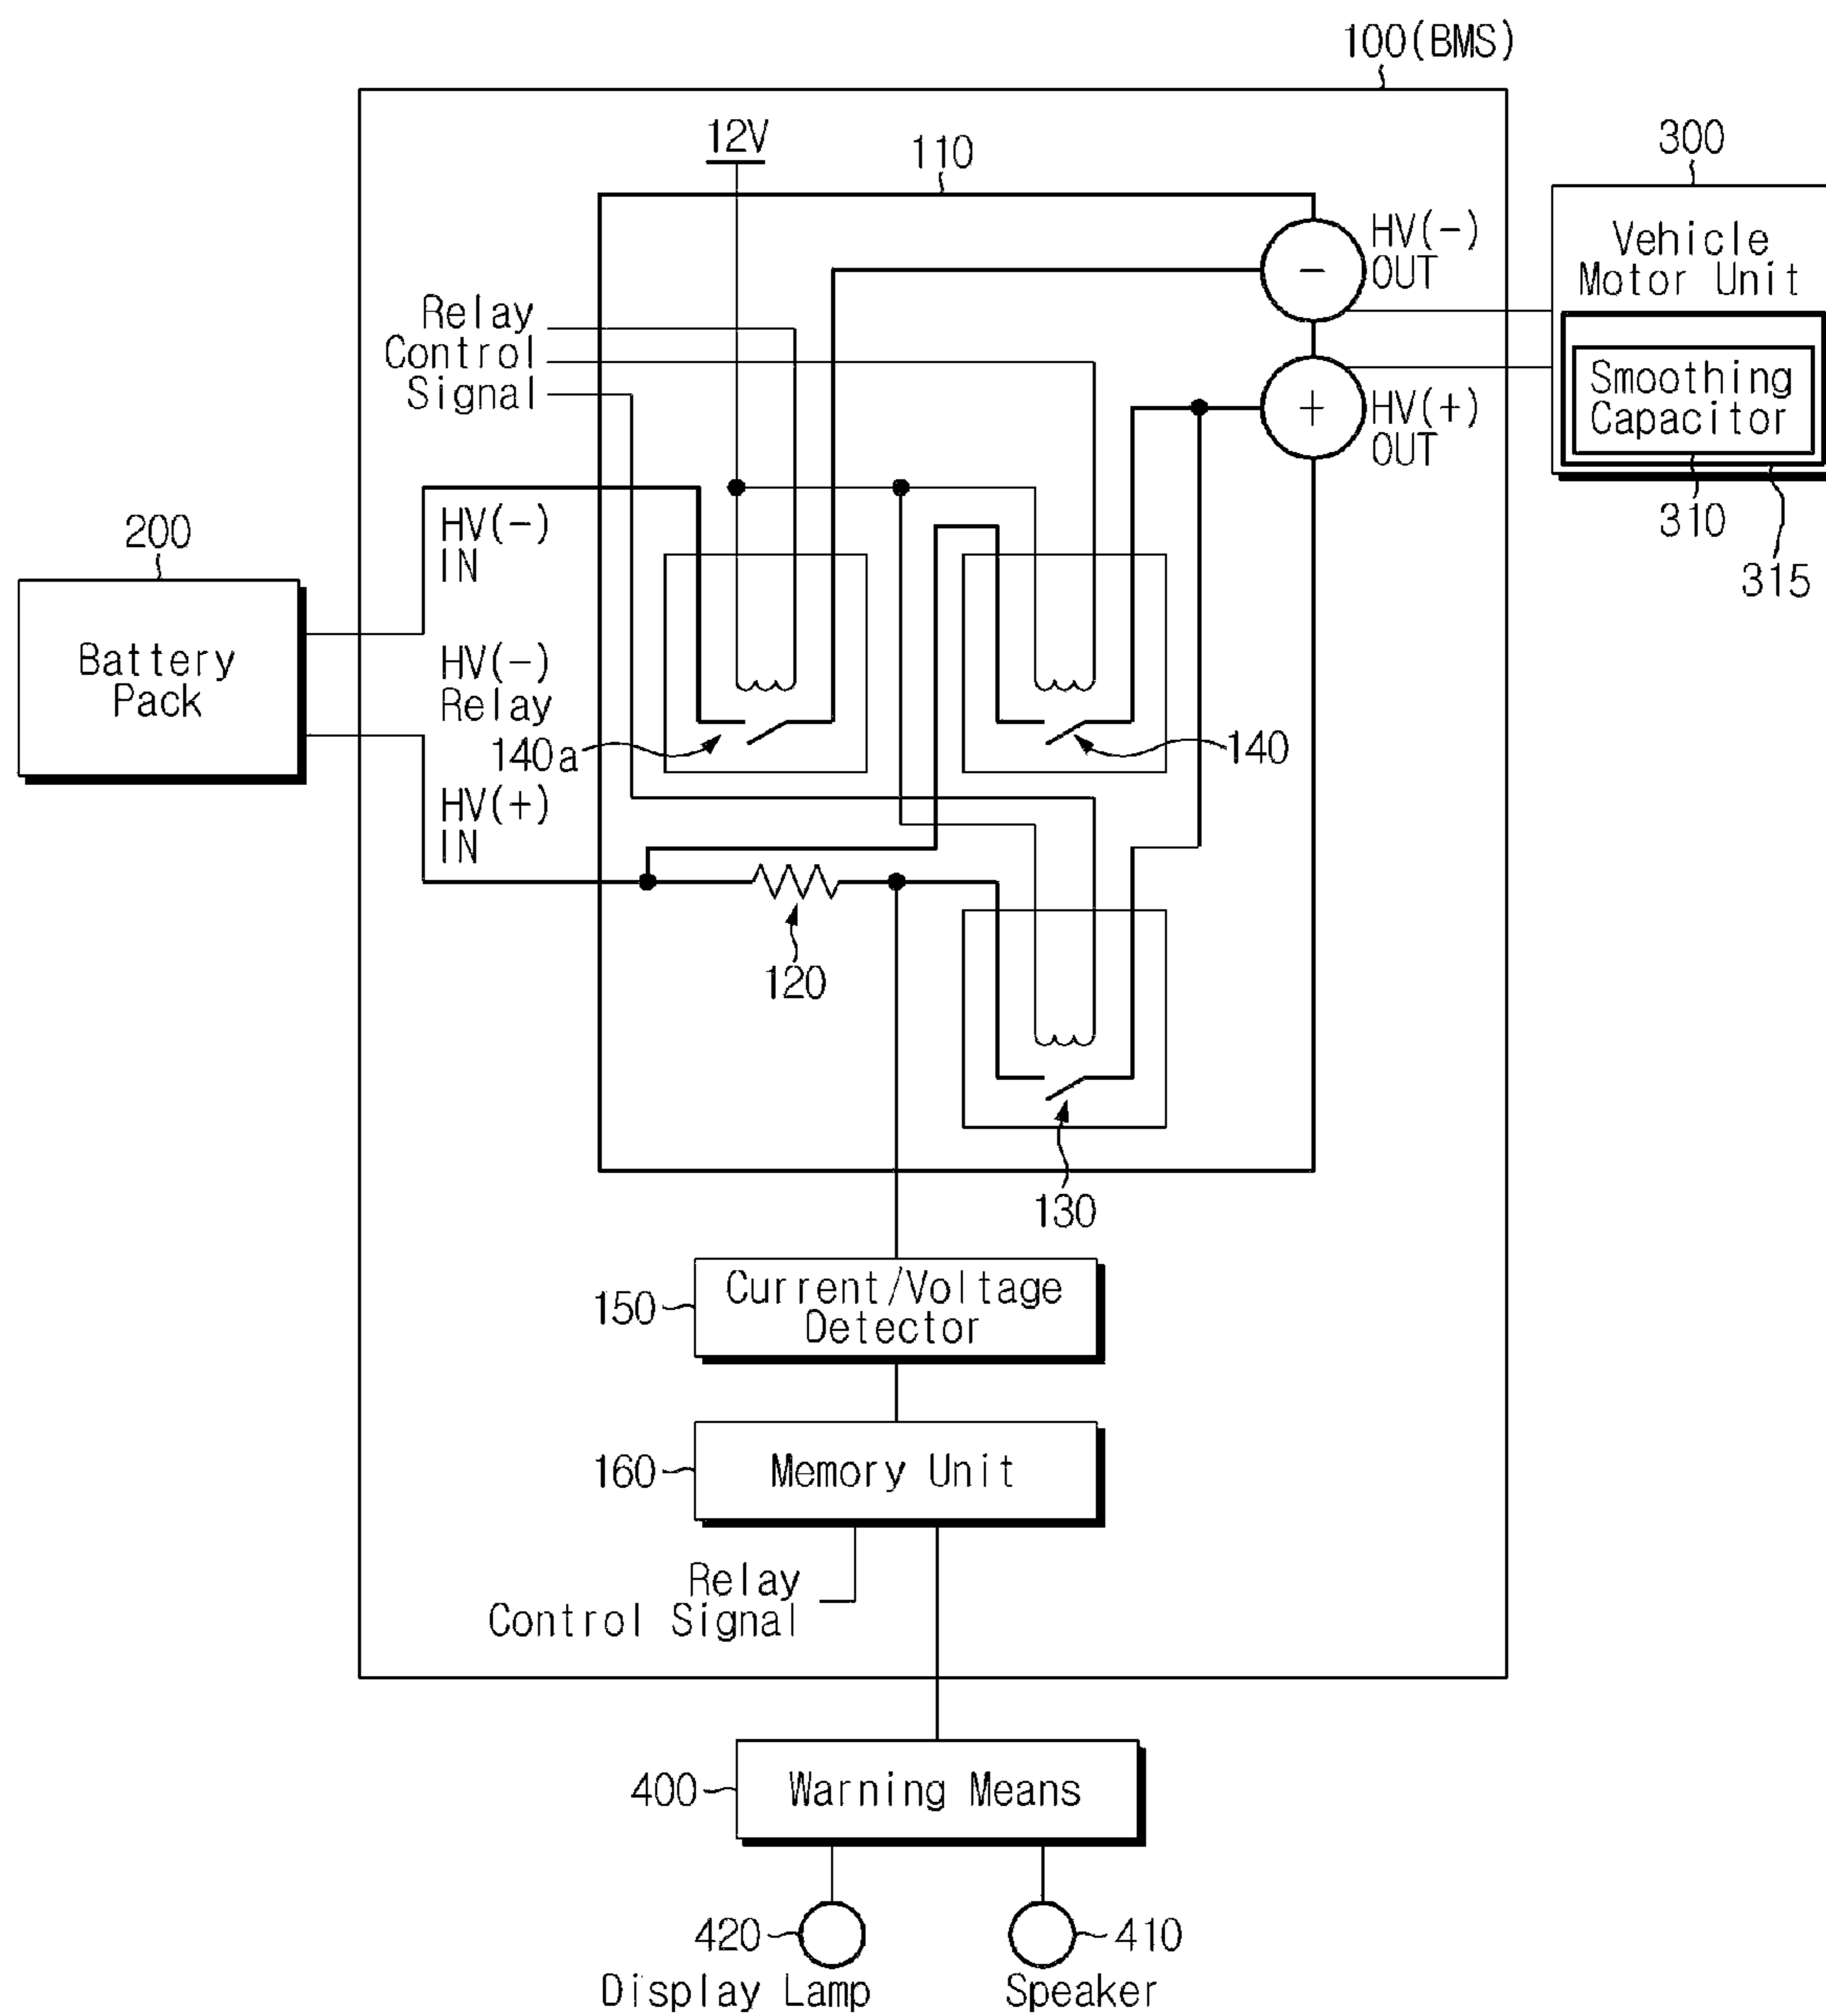 100(BMS)
12V
110
300
HV(-)
OUT
Vehicle
Motor Unit
Relay
Control
Signal
-
+
HV(+)
OUT
Smoothing
Capacitor
310
315
200
HV(-)
IN
Battery
Pack
HV(-)
Relay
140a
140
HV(+)
IN
120
130
150
Current/Voltage
Detector
160
Memory Unit
Relay
Control Signal
400
Warning Means
420
410
Display Lamp
Speaker